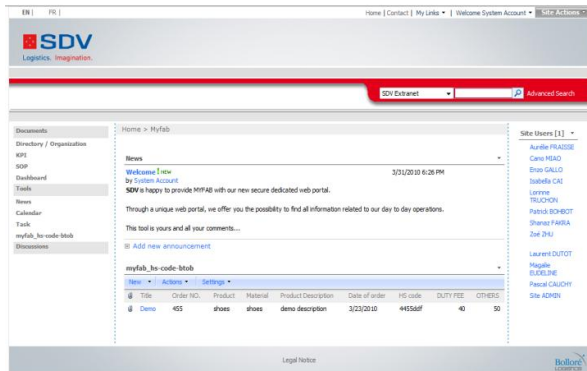 EN | FR |
Home | Contact | My Links | Welcome System Account Site Actions
SDV
Logistics. Imagination.
SDV Extranet Advanced Search
Documents
Directory / Organization
KPI
SOP
Dashboard
Tools
News
Calendar
Task
myfab_hs-code-btob
Discussions
Home > Myfab
News
Welcome ! NEW 3/31/2010 6:26 PM
by System Account
SDV is happy to provide MYFAB with our new secure dedicated web portal.
Through a unique web portal, we offer you the possibility to find all information related to our day to day operations.
This tool is yours and all your comments....
Add new announcement
myfab_hs-code-btob
New Actions Settings
Title Order NO. Product Material Product Description Date of order HS code DUTY FEE OTHERS
Demo 455 shoes shoes demo description 3/23/2010 4455ddf 40 50
Site Users [1]
Aurélie FRAISSE
Cano MIAO
Enzo GALLO
Isabella CAI
Lorinne
TRUCHON
Patrick BOHBOT
Shanaz FAKRA
Zoé ZHU
Laurent DUTOT
Magalie
EUDELINE
Pascal CAUCHY
Site ADMIN
Legal Notice
Bolloré
LOGISTICS